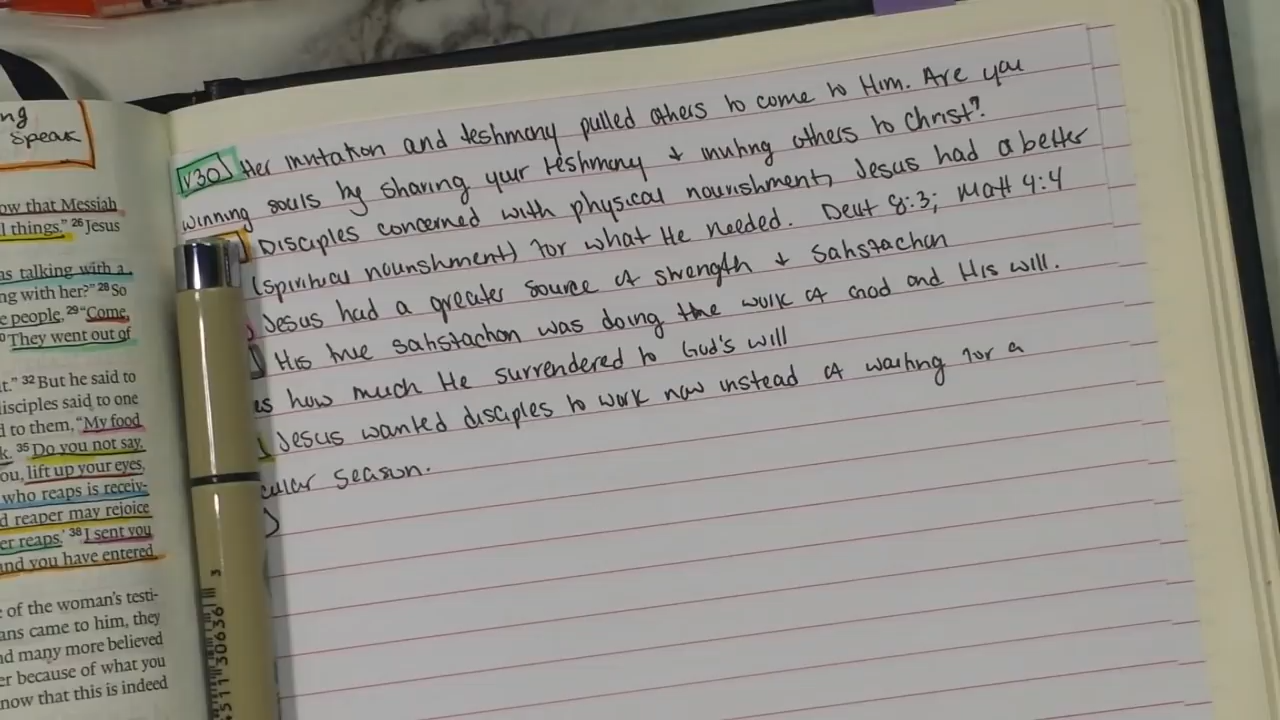 ng
speak
ow that Messiah
l things.” 26 Jesus
as talking with a
ng with her?” 28 So
e people, 29 “Come,
They went out of
t.” 32 But he said to
isciples said to one
d to them, “My food
k. 35 Do you not say,
ou, lift up your eyes,
who reaps is receiv-
d reaper may rejoice
er reaps.’ 38 I sent you
and you have entered
e of the woman’s testi-
ans came to him, they
nd many more believed
er because of what you
now that this is indeed
v30) Her invitation and testimony pulled others to come to Him. Are you
winning souls by sharing your testimony + inviting others to Christ?
Disciples concerned with physical nourishment, Jesus had a better
(spiritual nourishment) for what He needed. Deut 8:3; Matt 4:4
) Jesus had a greater source of strength + satisfaction
) His true satisfaction was doing the work of God and His will.
es how much He surrendered to God's will
) Jesus wanted disciples to work now instead of waiting for a
cular season.
)
4511 30636 3